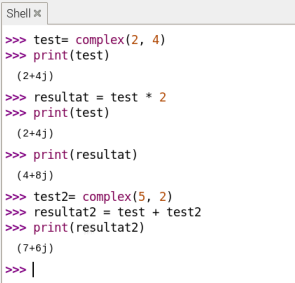 Shell ×
>>> test= complex(2, 4)
>>> print(test)
(2+4j)
>>> resultat = test * 2
>>> print(test)
(2+4j)
>>> print(resultat)
(4+8j)
>>> test2= complex(5, 2)
>>> resultat2 = test + test2
>>> print(resultat2)
(7+6j)
>>>